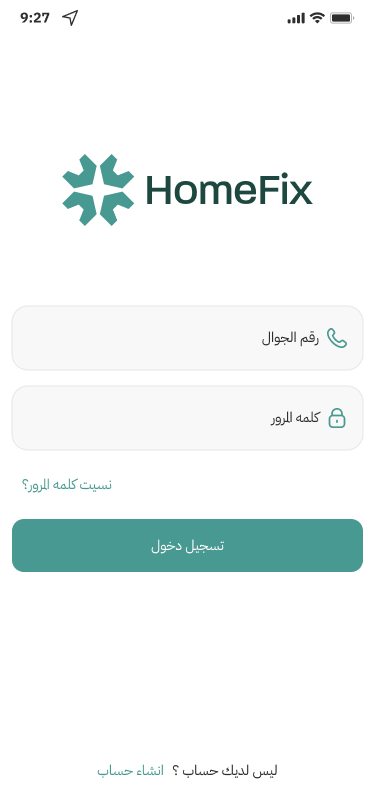 9:27
HomeFix
رقم الجوال
كلمه المرور
نسيت كلمه المرور؟
تسجيل دخول
ليس لديك حساب ؟ انشاء حساب